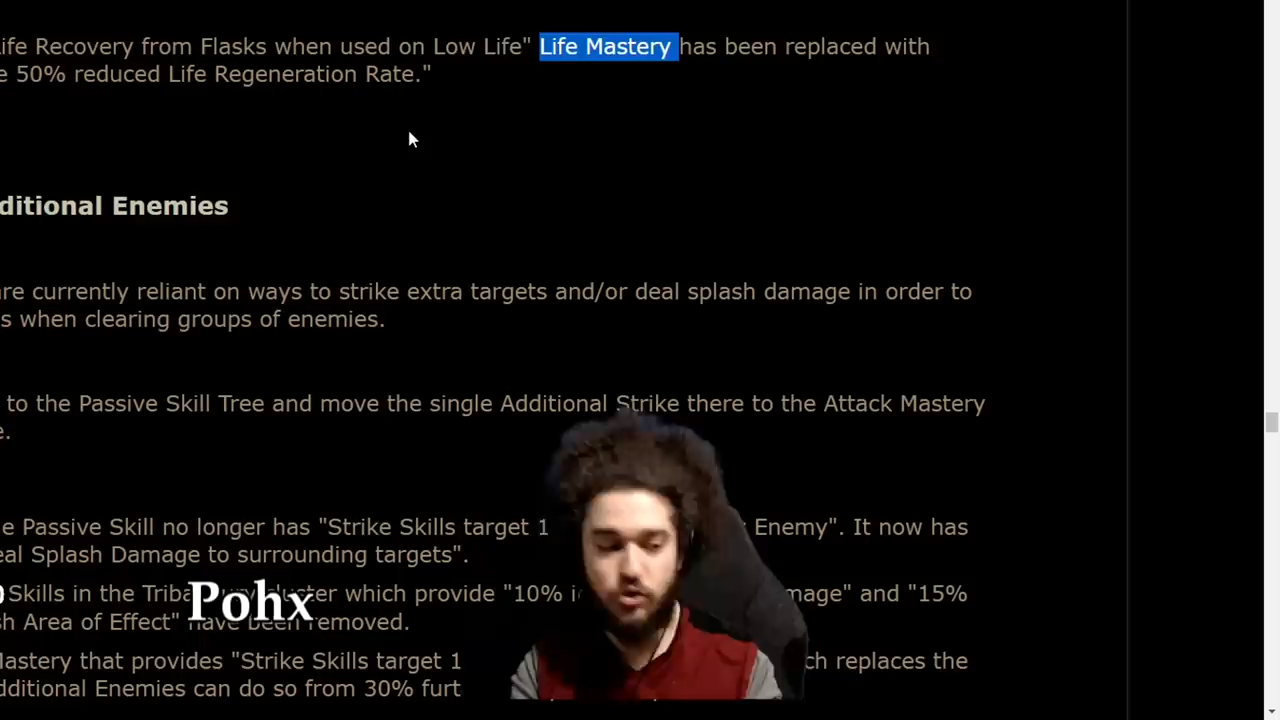 ife Recovery from Flasks when used on Low Life" Life Mastery has been replaced with
e 50% reduced Life Regeneration Rate."
ditional Enemies
re currently reliant on ways to strike extra targets and/or deal splash damage in order to
s when clearing groups of enemies.
to the Passive Skill Tree and move the single Additional Strike there to the Attack Mastery
e.
e Passive Skill no longer has "Strike Skills target 1 Enemy". It now has
eal Splash Damage to surrounding targets".
Skills in the Triba cluster which provide "10% mage" and "15%
sh Area of Effect" have been removed.
Pohx
Mastery that provides "Strike Skills target 1 ch replaces the
dditional Enemies can do so from 30% furt